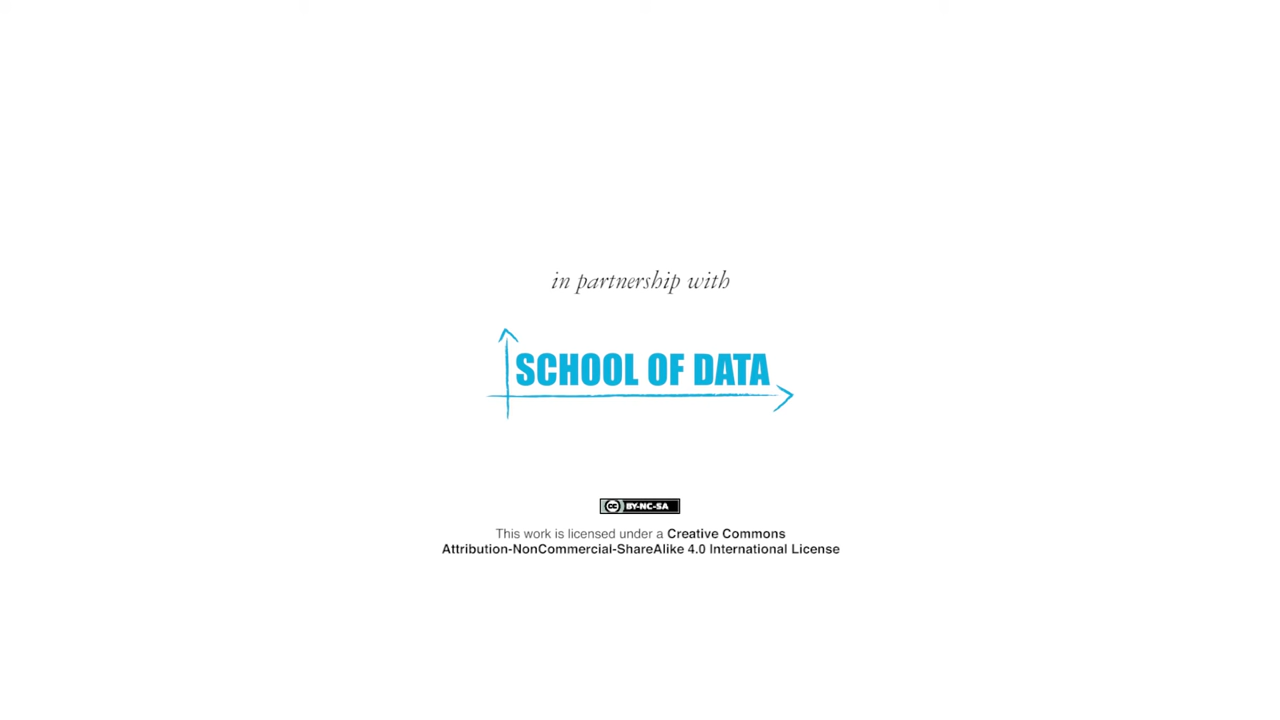 in partnership with
SCHOOL OF DATA
cc BY-NC-SA
This work is licensed under a Creative Commons
Attribution-NonCommercial-ShareAlike 4.0 International License